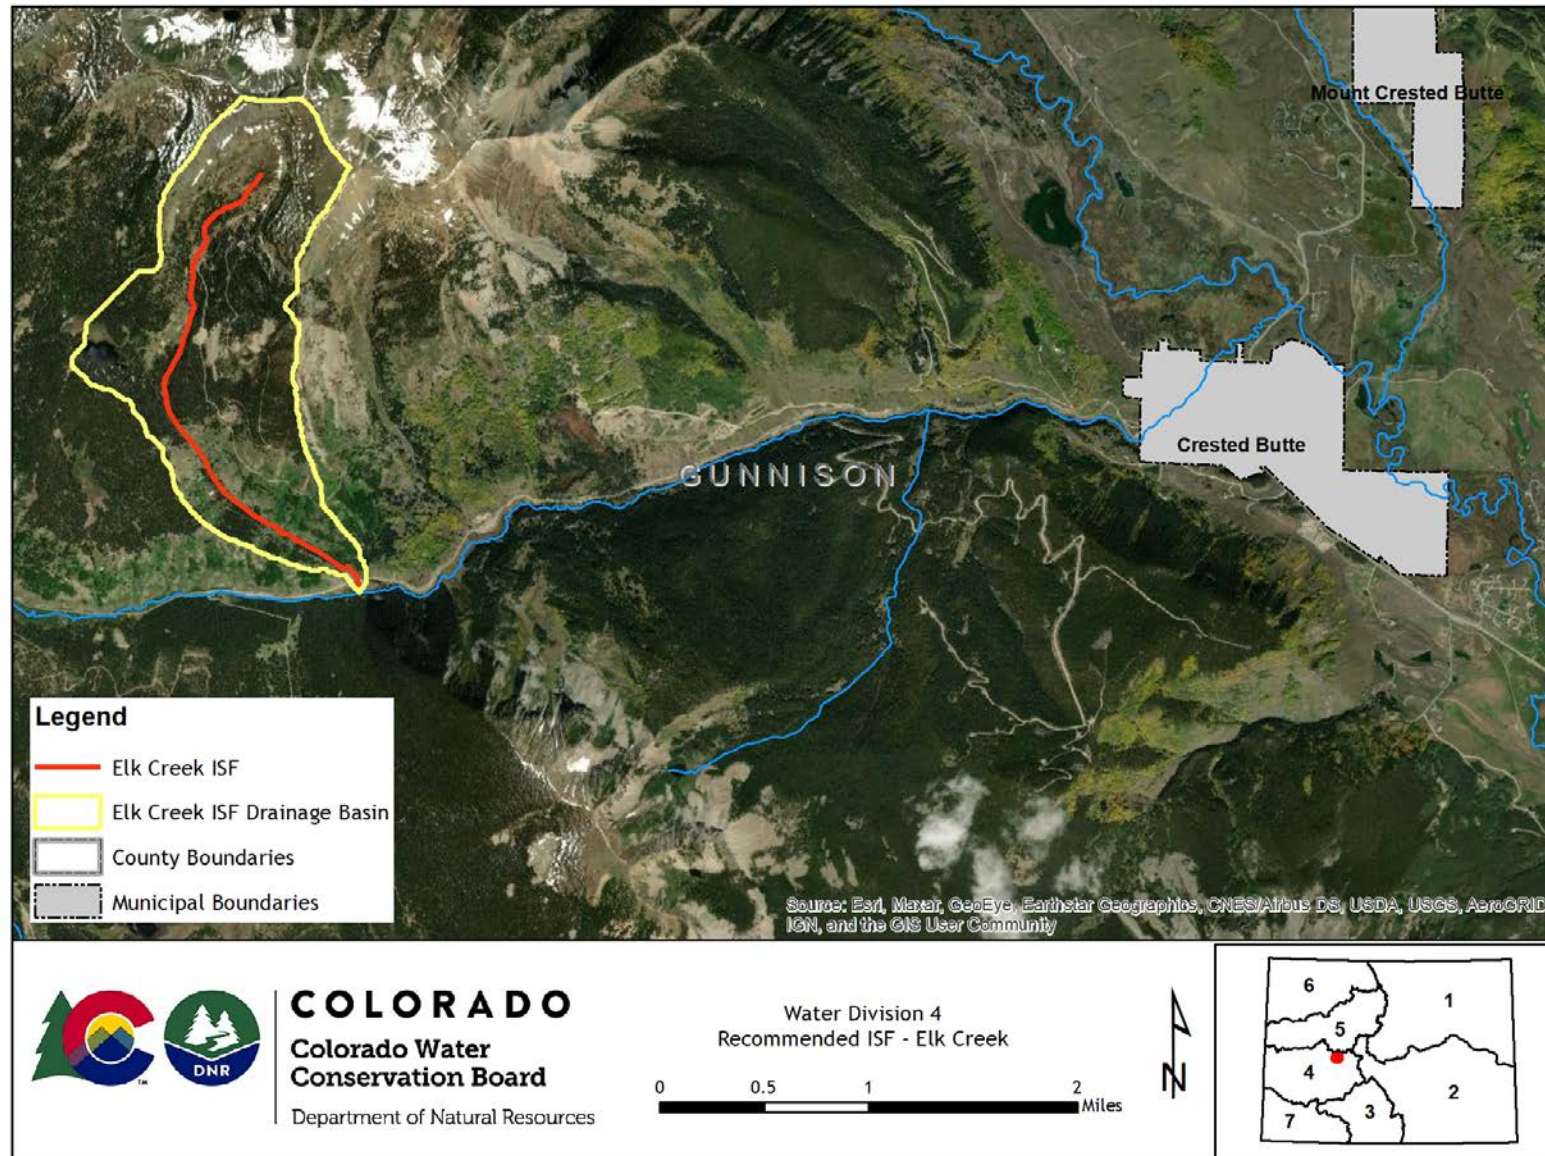 Mount Crested Butte
Crested Butte
GUNNISON
Legend
Elk Creek ISF
Elk Creek ISF Drainage Basin
County Boundaries
Municipal Boundaries
Source: Esri, Maxar, GeoEye, Earthstar Geographics, CNES/Airbus DS, USDA, USGS, AeroGRID
IGN, and the GIS User Community
COLORADO
Colorado Water
Conservation Board
Department of Natural Resources
DNR
TM
Water Division 4
Recommended ISF - Elk Creek
0 0.5 1 2
Miles
N
6
1
5
4
2
3
7